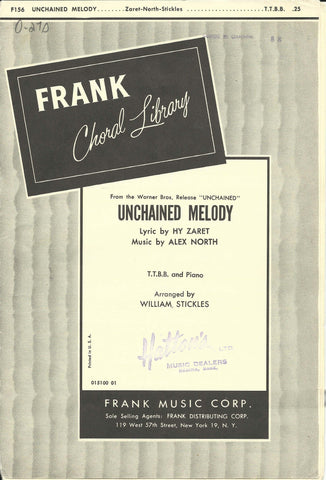 F156 UNCHAINED MELODY......Zaret-North-Stickles......T.T.B.B. .25
88
FRANK
Choral Library
From the Warner Bros. Release "UNCHAINED"
UNCHAINED MELODY
Lyric by HY ZARET
Music by ALEX NORTH
T.T.B.B. and Piano
Arranged by
WILLIAM STICKLES
Hatton's
LTD
MUSIC DEALERS
Printed in U. S. A.
015100 01
FRANK MUSIC CORP.
Sole Selling Agents: FRANK DISTRIBUTING CORP.
119 West 57th Street, New York 19, N. Y.